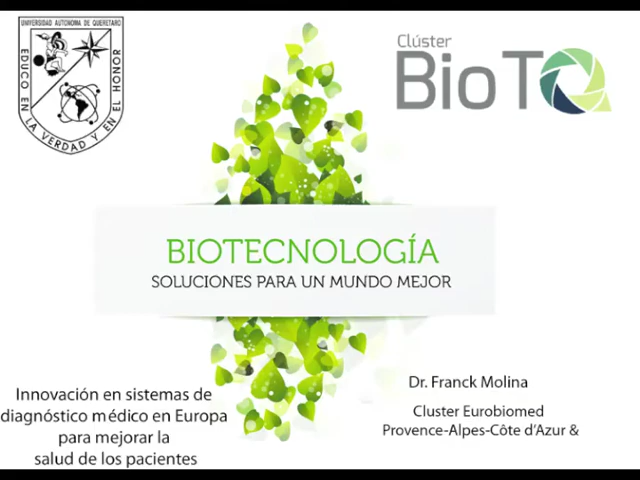 UNIVERSIDAD AUTONOMA DE QUERETARO
EDUCO EN LA VERDAD Y EN EL HONOR
Clúster
BioTQ
BIOTECNOLOGÍA
SOLUCIONES PARA UN MUNDO MEJOR
Innovación en sistemas de
diagnóstico médico en Europa
para mejorar la
salud de los pacientes
Dr. Franck Molina
Cluster Eurobiomed
Provence-Alpes-Côte d'Azur &